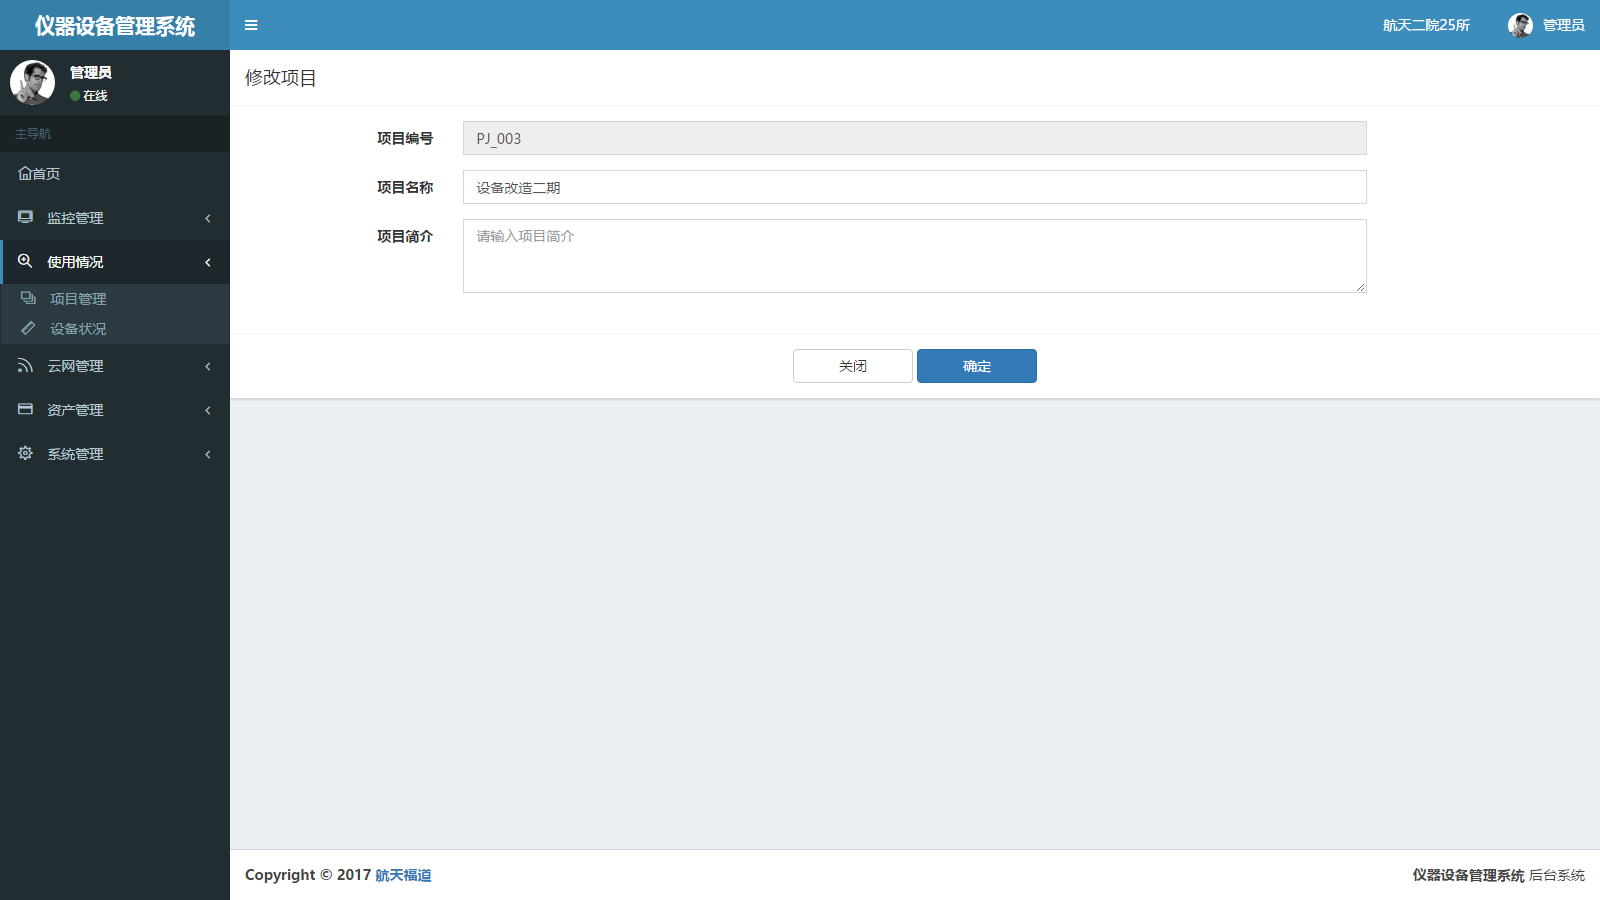 仪器设备管理系统
航天二院25所
管理员
管理员
在线
主导航
首页
监控管理
使用情况
项目管理
设备状况
云网管理
资产管理
系统管理
修改项目
项目编号
PJ_003
项目名称
设备改造二期
项目简介
请输入项目简介
关闭
确定
Copyright © 2017 航天福道
仪器设备管理系统 后台系统